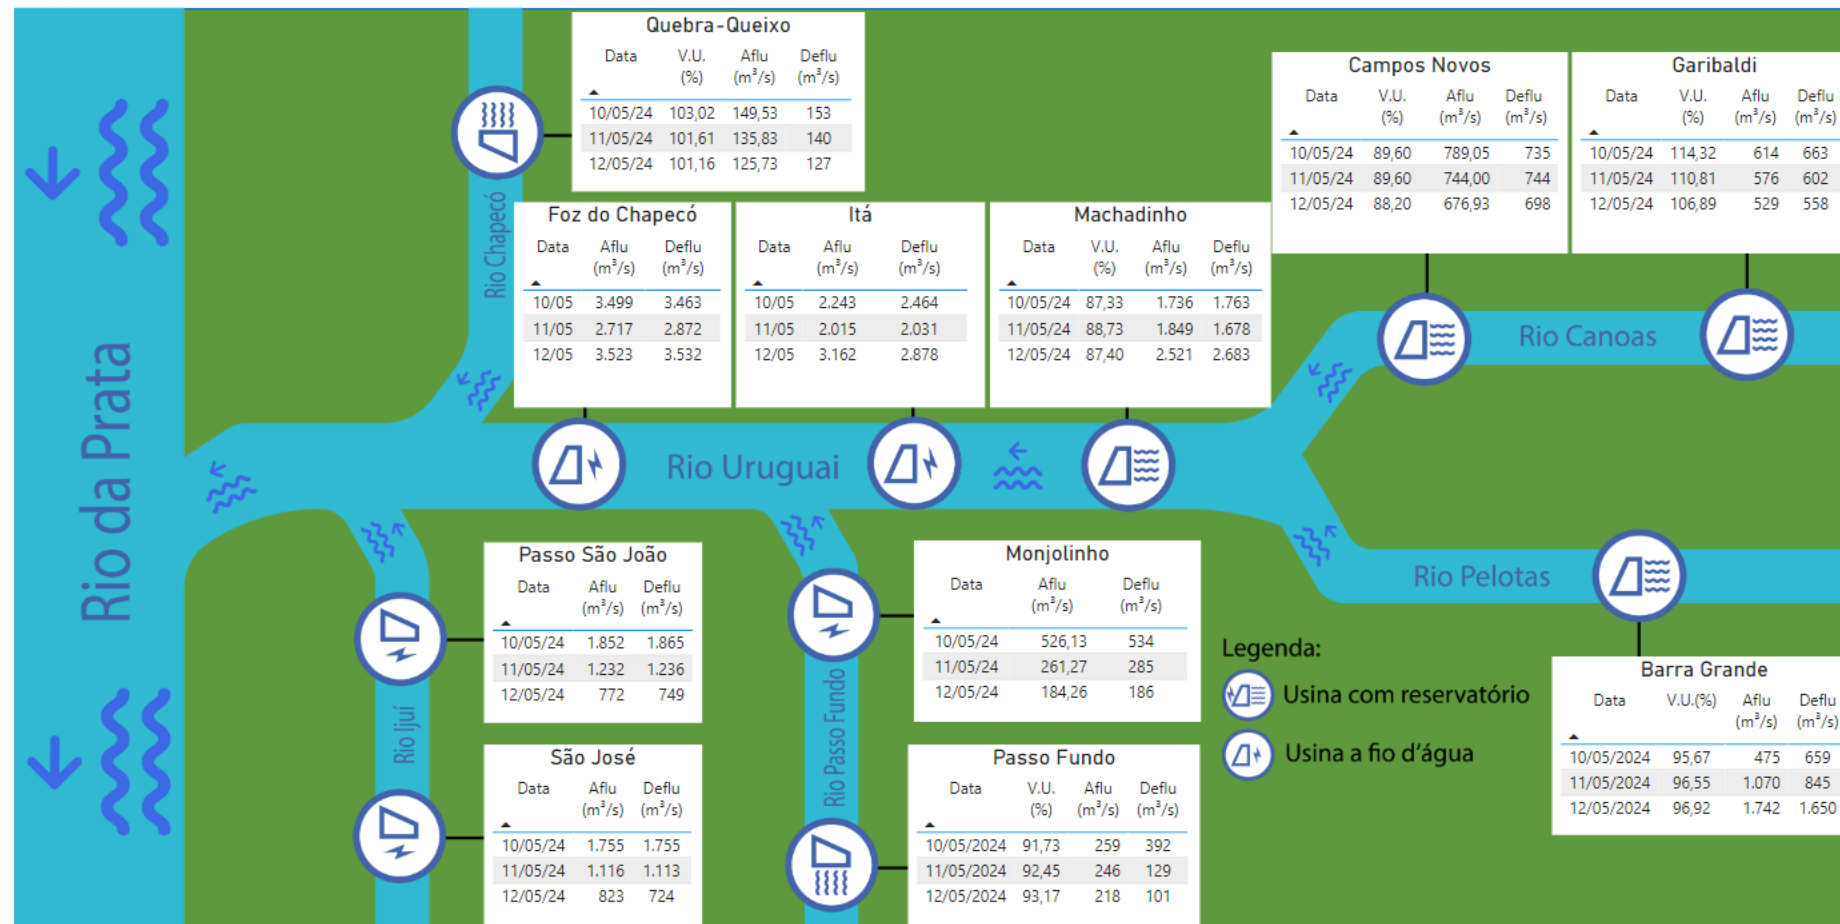 Rio da Prata
Quebra-Queixo
Data V.U. (%) Aflu (m³/s) Deflu (m³/s)
10/05/24 103,02 149,53 153
11/05/24 101,61 135,83 140
12/05/24 101,16 125,73 127
Rio Chapecó
Campos Novos
Data V.U. (%) Aflu (m³/s) Deflu (m³/s)
10/05/24 89,60 789,05 735
11/05/24 89,60 744,00 744
12/05/24 88,20 676,93 698
Garibaldi
Data V.U. (%) Aflu (m³/s) Deflu (m³/s)
10/05/24 114,32 614 663
11/05/24 110,81 576 602
12/05/24 106,89 529 558
Foz do Chapecó
Data Aflu (m³/s) Deflu (m³/s)
10/05 3.499 3.463
11/05 2.717 2.872
12/05 3.523 3.532
Itá
Data Aflu (m³/s) Deflu (m³/s)
10/05 2.243 2.464
11/05 2.015 2.031
12/05 3.162 2.878
Machadinho
Data V.U. (%) Aflu (m³/s) Deflu (m³/s)
10/05/24 87,33 1.736 1.763
11/05/24 88,73 1.849 1.678
12/05/24 87,40 2.521 2.683
Rio Canoas
Rio Uruguai
Rio Pelotas
Passo São João
Data Aflu (m³/s) Deflu (m³/s)
10/05/24 1.852 1.865
11/05/24 1.232 1.236
12/05/24 772 749
Rio Ijuí
São José
Data Aflu (m³/s) Deflu (m³/s)
10/05/24 1.755 1.755
11/05/24 1.116 1.113
12/05/24 823 724
Monjolinho
Data Aflu (m³/s) Deflu (m³/s)
10/05/24 526,13 534
11/05/24 261,27 285
12/05/24 184,26 186
Rio Passo Fundo
Passo Fundo
Data V.U. (%) Aflu (m³/s) Deflu (m³/s)
10/05/2024 91,73 259 392
11/05/2024 92,45 246 129
12/05/2024 93,17 218 101
Legenda:
Usina com reservatório
Usina a fio d'água
Barra Grande
Data V.U.(%) Aflu (m³/s) Deflu (m³/s)
10/05/2024 95,67 475 659
11/05/2024 96,55 1.070 845
12/05/2024 96,92 1.742 1.650